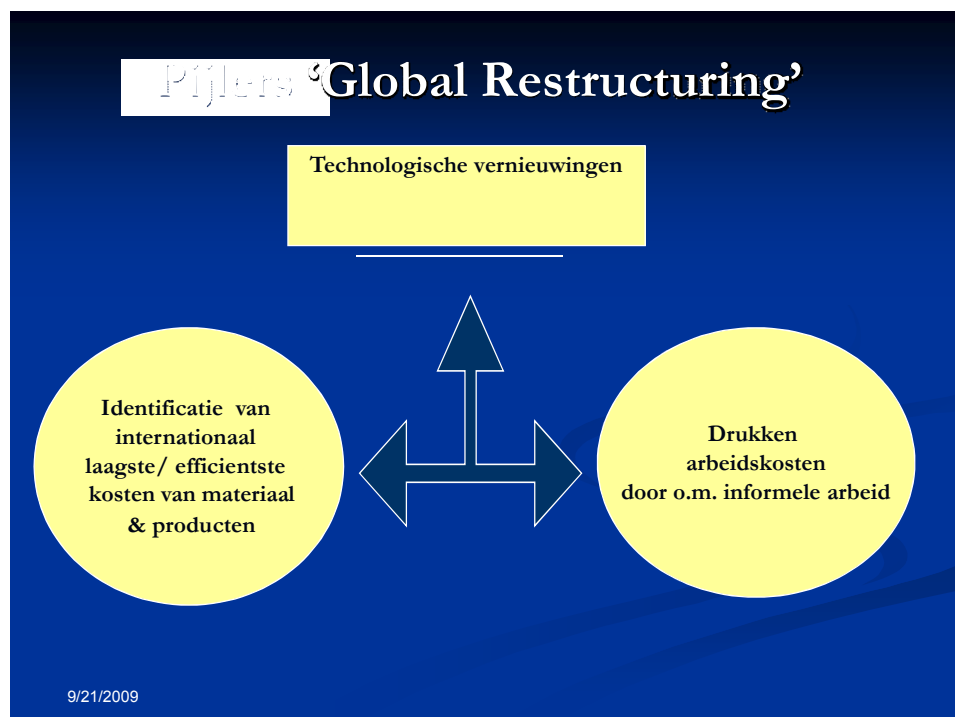 Pijlers ‘Global Restructuring’
Technologische vernieuwingen
Identificatie van
internationaal
laagste/ efficientste
kosten van materiaal
& producten
Drukken
arbeidskosten
door o.m. informele arbeid
9/21/2009